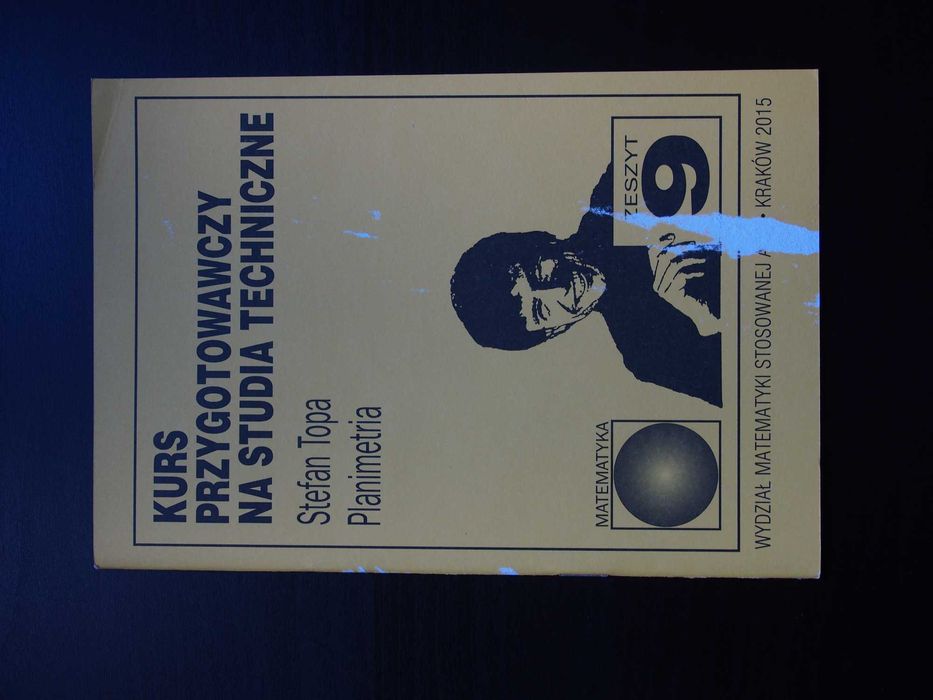 KURS
PRZYGOTOWAWCZY
NA STUDIA TECHNICZNE
Stefan Topa
Planimetria
MATEMATYKA
ZESZYT
9
WYDZIAŁ MATEMATYKI STOSOWANEJ • KRAKÓW 2015